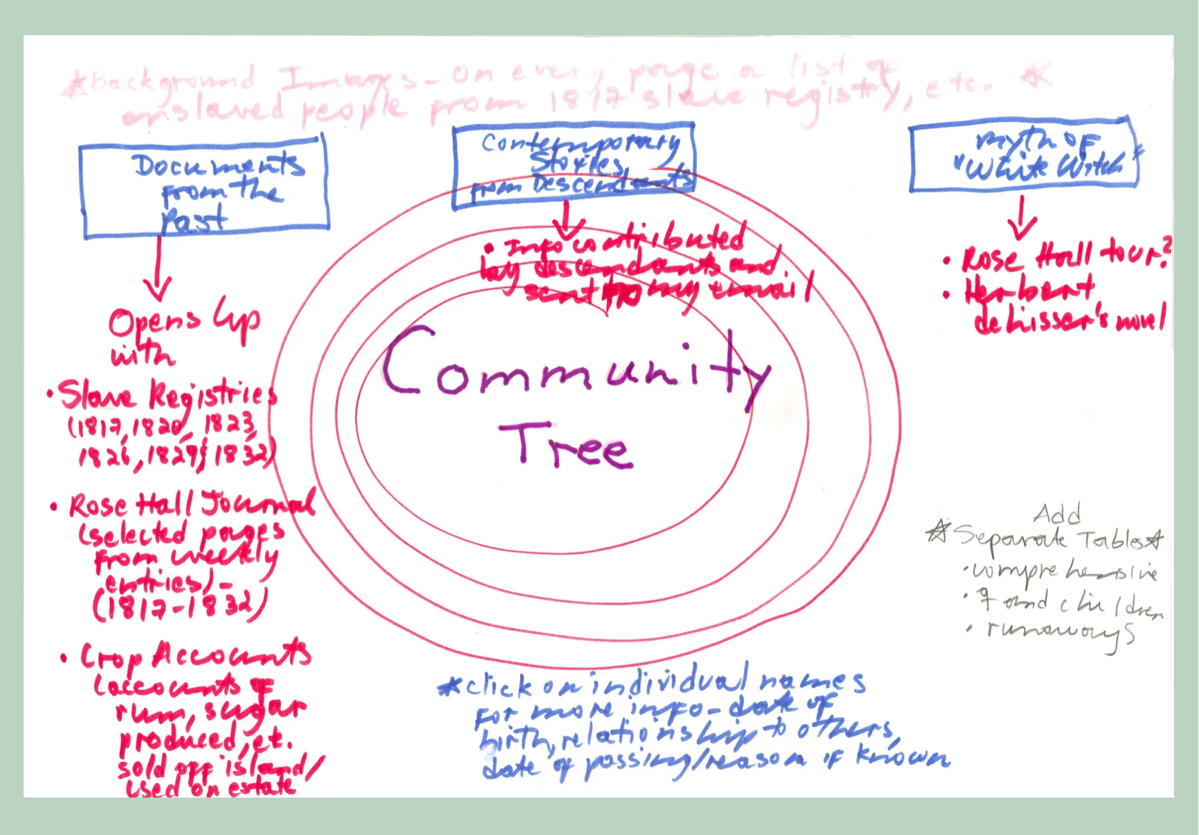 *Background Images - on every page a list of
enslaved people from 1817 slave registry, etc. *
Documents
from the
Past
Opens Up
with
• Slave Registries
(1817, 1820, 1823,
1826, 1829, 1832)
• Rose Hall Journal
(selected pages
from weekly
entries) -
(1817-1832)
• Crop Accounts
(accounts of
rum, sugar
produced, et.
sold off island/
used on estate
Contemporary
Stories
from Descendants
• Info contributed
by descendants and
sent to my email
Community
Tree
*click on individual names
for more info - date of
birth, relationship to others,
date of passing/reason if known
Myth of
"White Witch"
• Rose Hall tour?
• Herbert
deLisser's novel
Add
*Separate Tables*
• comprehensive
• ♀ and children
• runaways